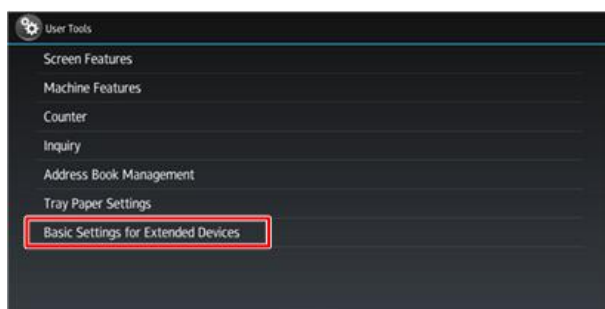 User Tools
Screen Features
Machine Features
Counter
Inquiry
Address Book Management
Tray Paper Settings
Basic Settings for Extended Devices